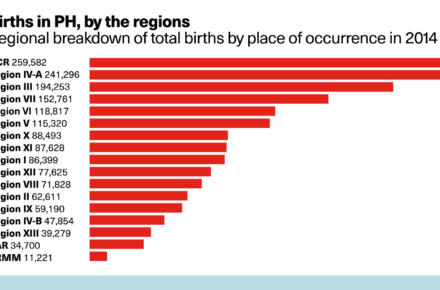 irths in PH, by the regions
egional breakdown of total births by place of occurrence in 2014
CR 259,582
egion IV-A 241,296
egion III 194,253
egion VII 152,761
egion VI 118,817
egion V 115,320
egion X 88,493
egion XI 87,628
egion I 86,399
egion XII 77,625
egion VIII 71,828
egion II 62,611
egion IX 59,190
egion IV-B 47,854
egion XIII 39,279
AR 34,700
RMM 11,221